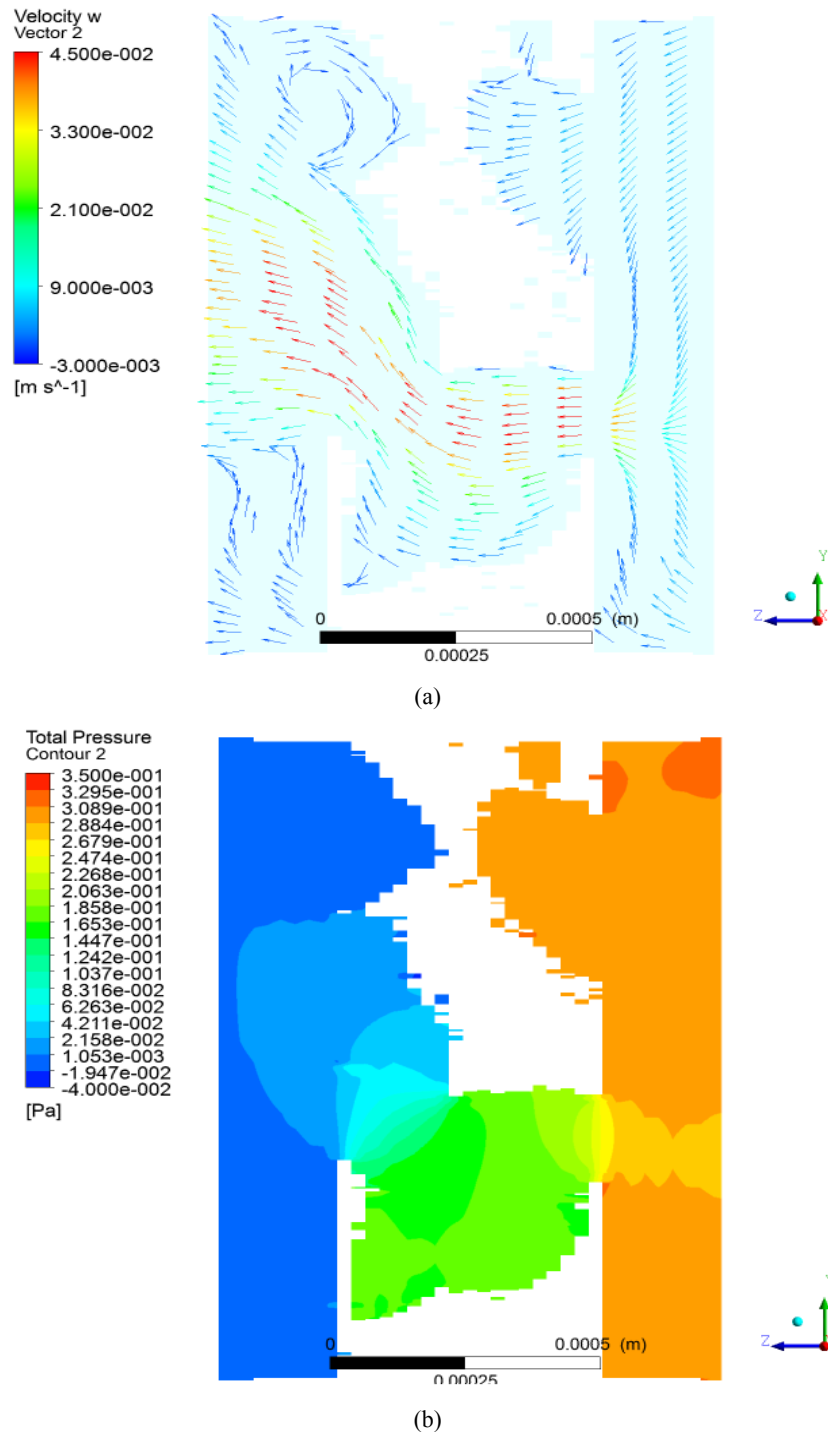 Velocity w
Vector 2
4.500e-002
3.300e-002
2.100e-002
9.000e-003
-3.000e-003
[m s^-1]
0 0.0005 (m)
0.00025
Y
Z X
(a)
Total Pressure
Contour 2
3.500e-001
3.295e-001
3.089e-001
2.884e-001
2.679e-001
2.474e-001
2.268e-001
2.063e-001
1.858e-001
1.653e-001
1.447e-001
1.242e-001
1.037e-001
8.316e-002
6.263e-002
4.211e-002
2.158e-002
1.053e-003
-1.947e-002
-4.000e-002
[Pa]
0 0.0005 (m)
0.00025
Z
(b)